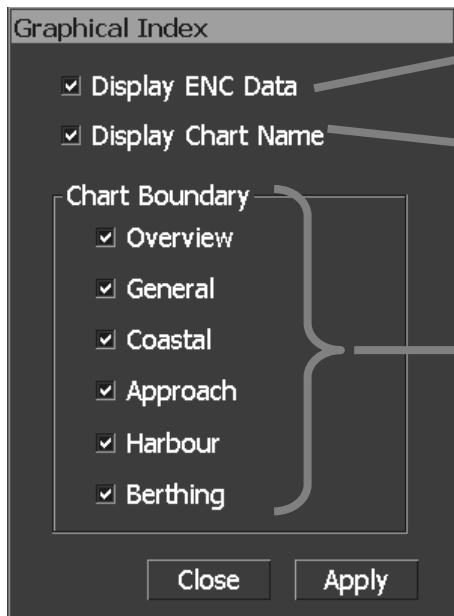 Graphical Index
Display ENC Data
Display Chart Name
Chart Boundary
Overview
General
Coastal
Approach
Harbour
Berthing
Close Apply